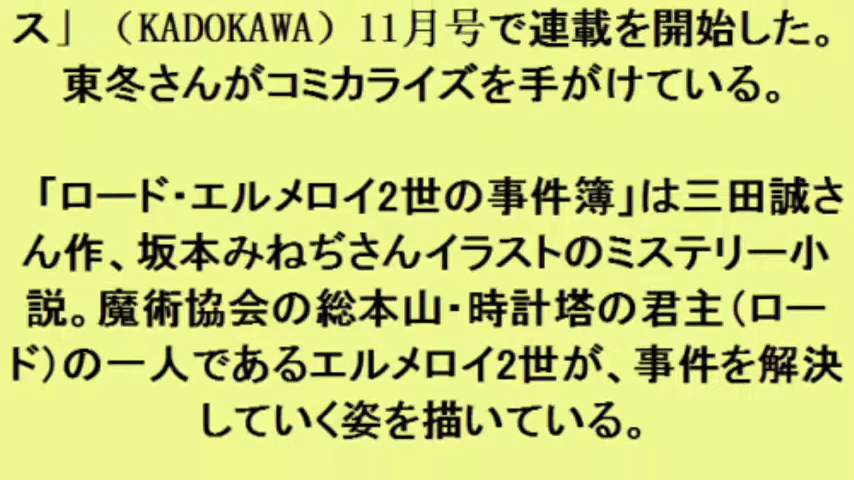 ス」（KADOKAWA）11月号で連載を開始した。
東冬さんがコミカライズを手がけている。
「ロード・エルメロイ2世の事件簿」は三田誠さ
ん作、坂本みねぢさんイラストのミステリー小
説。魔術協会の総本山・時計塔の君主（ロー
ド）の一人であるエルメロイ2世が、事件を解決
していく姿を描いている。